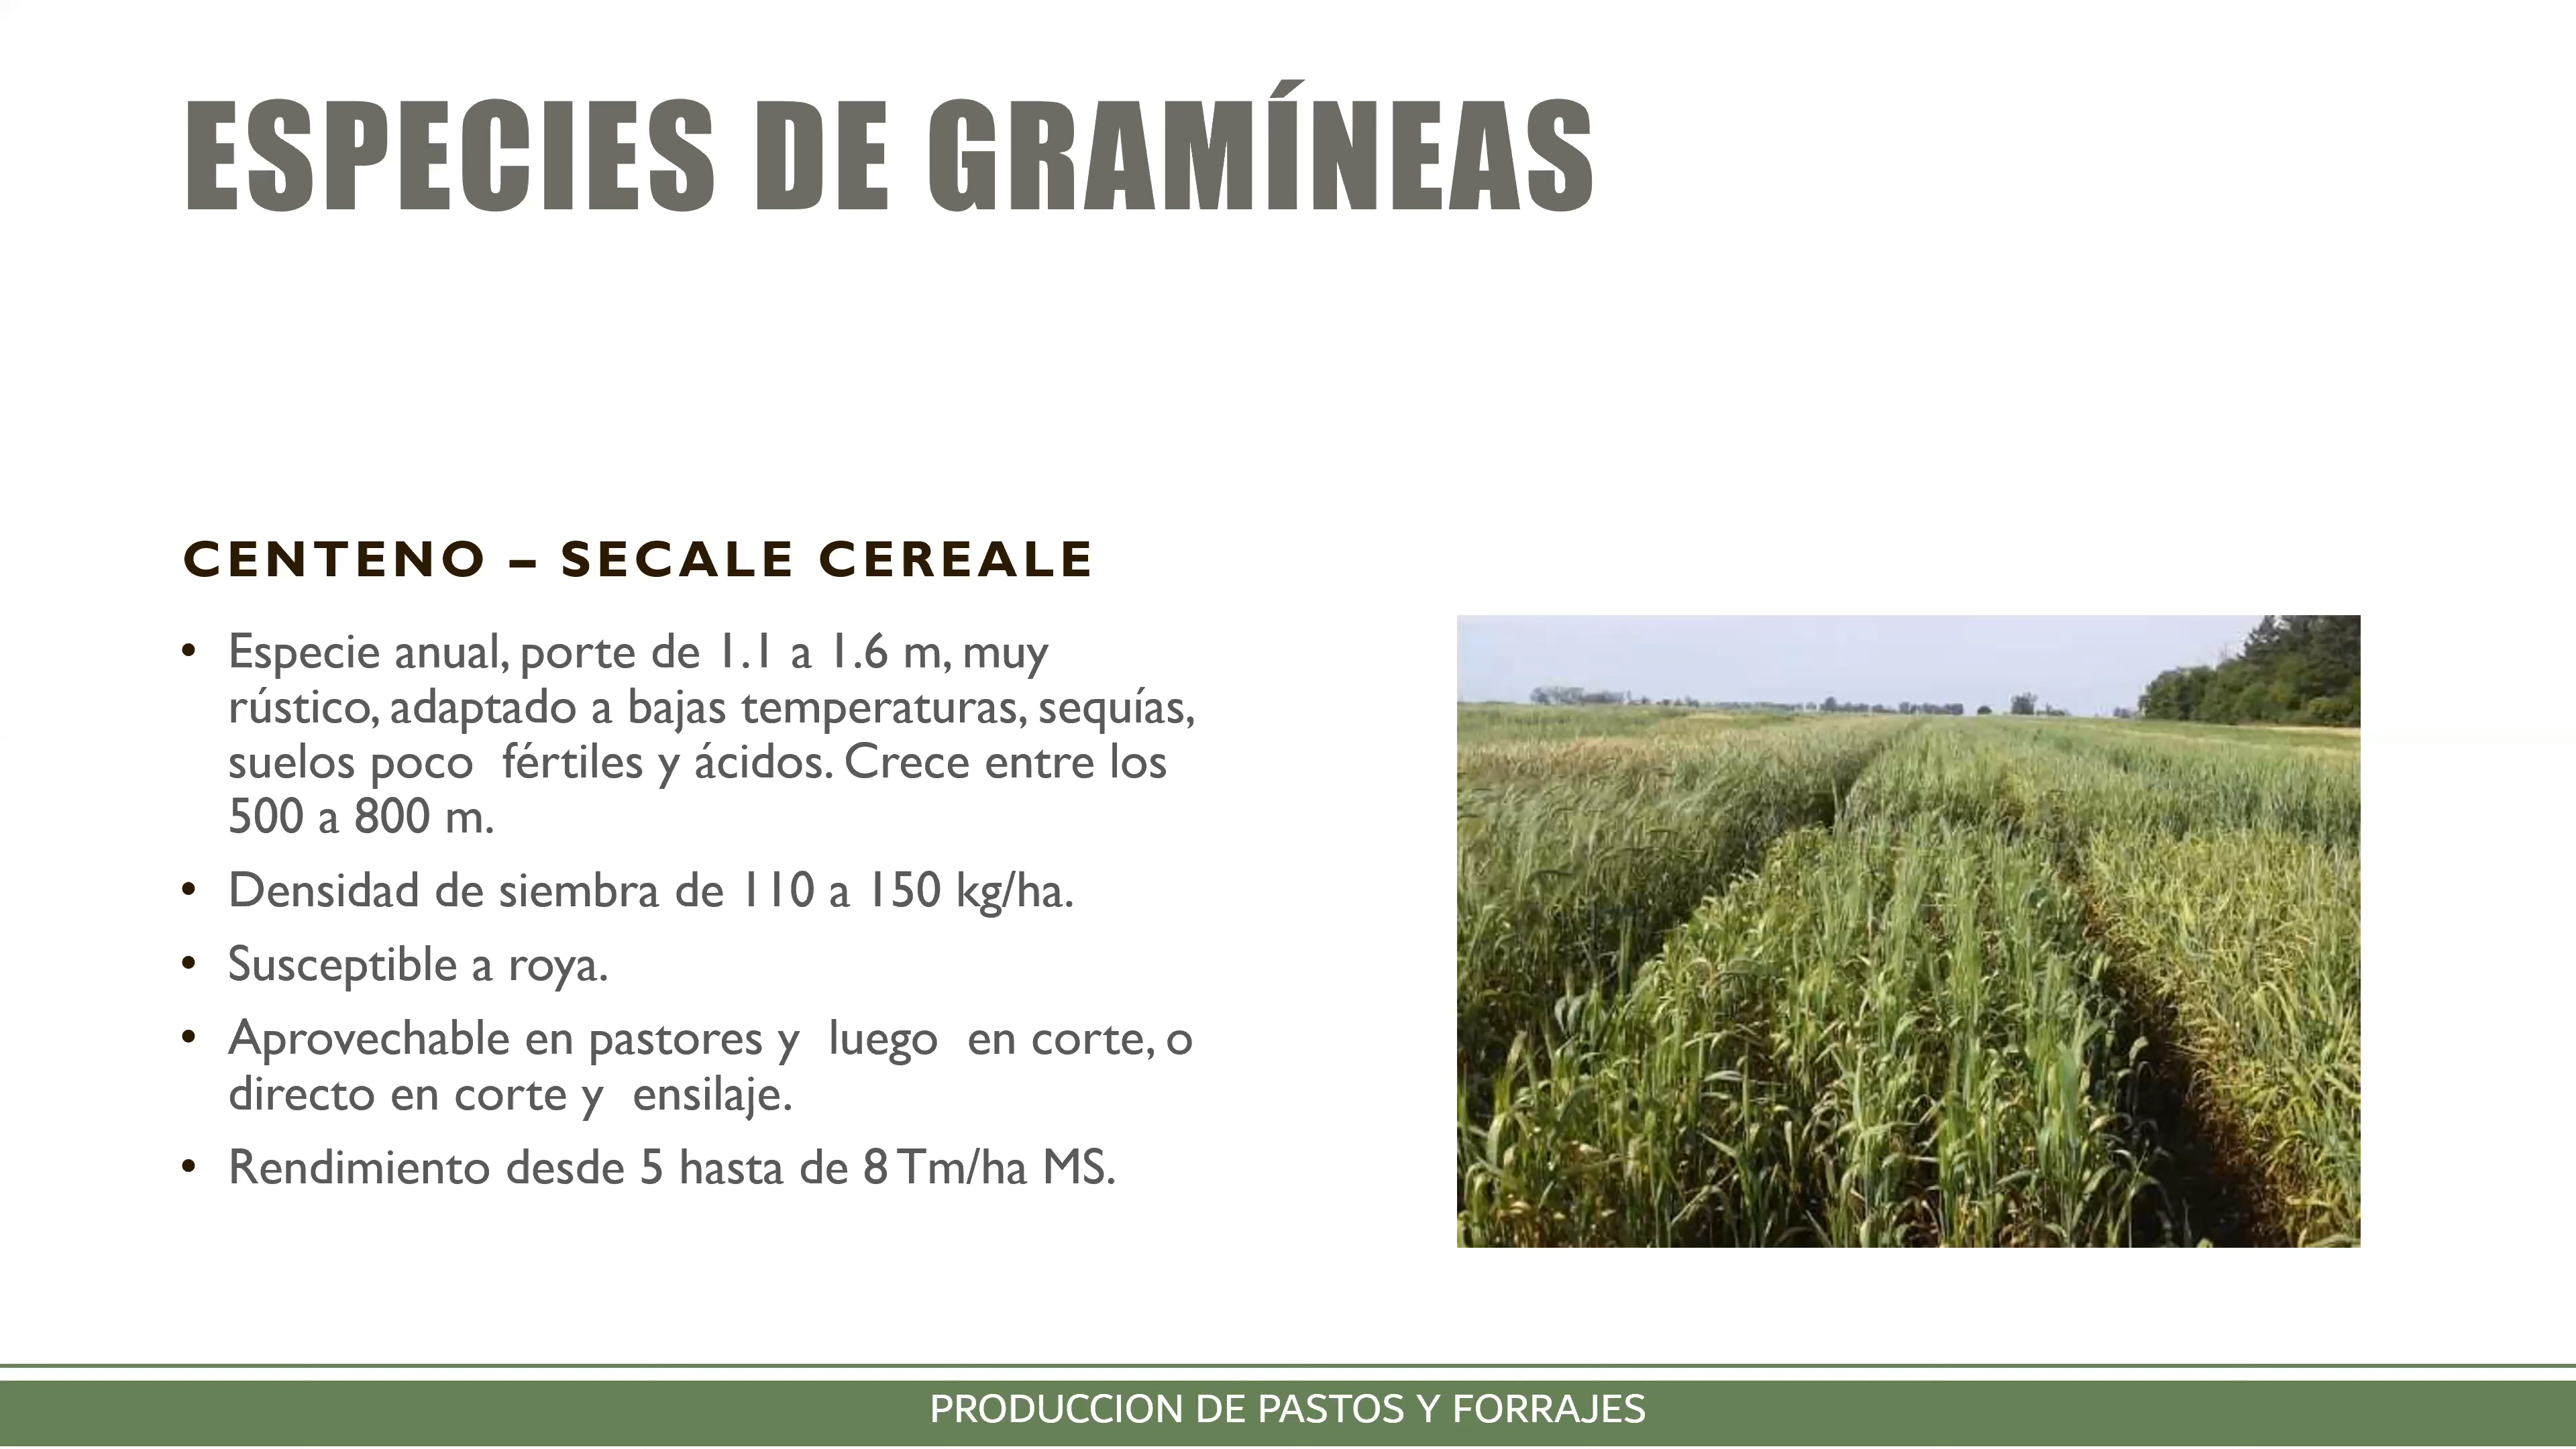 ESPECIES DE GRAMÍNEAS
CENTENO – SECALE CEREALE
• Especie anual, porte de 1.1 a 1.6 m, muy
rústico, adaptado a bajas temperaturas, sequías,
suelos poco fértiles y ácidos. Crece entre los
500 a 800 m.
• Densidad de siembra de 110 a 150 kg/ha.
• Susceptible a roya.
• Aprovechable en pastores y luego en corte, o
directo en corte y ensilaje.
• Rendimiento desde 5 hasta de 8 Tm/ha MS.
PRODUCCION DE PASTOS Y FORRAJES